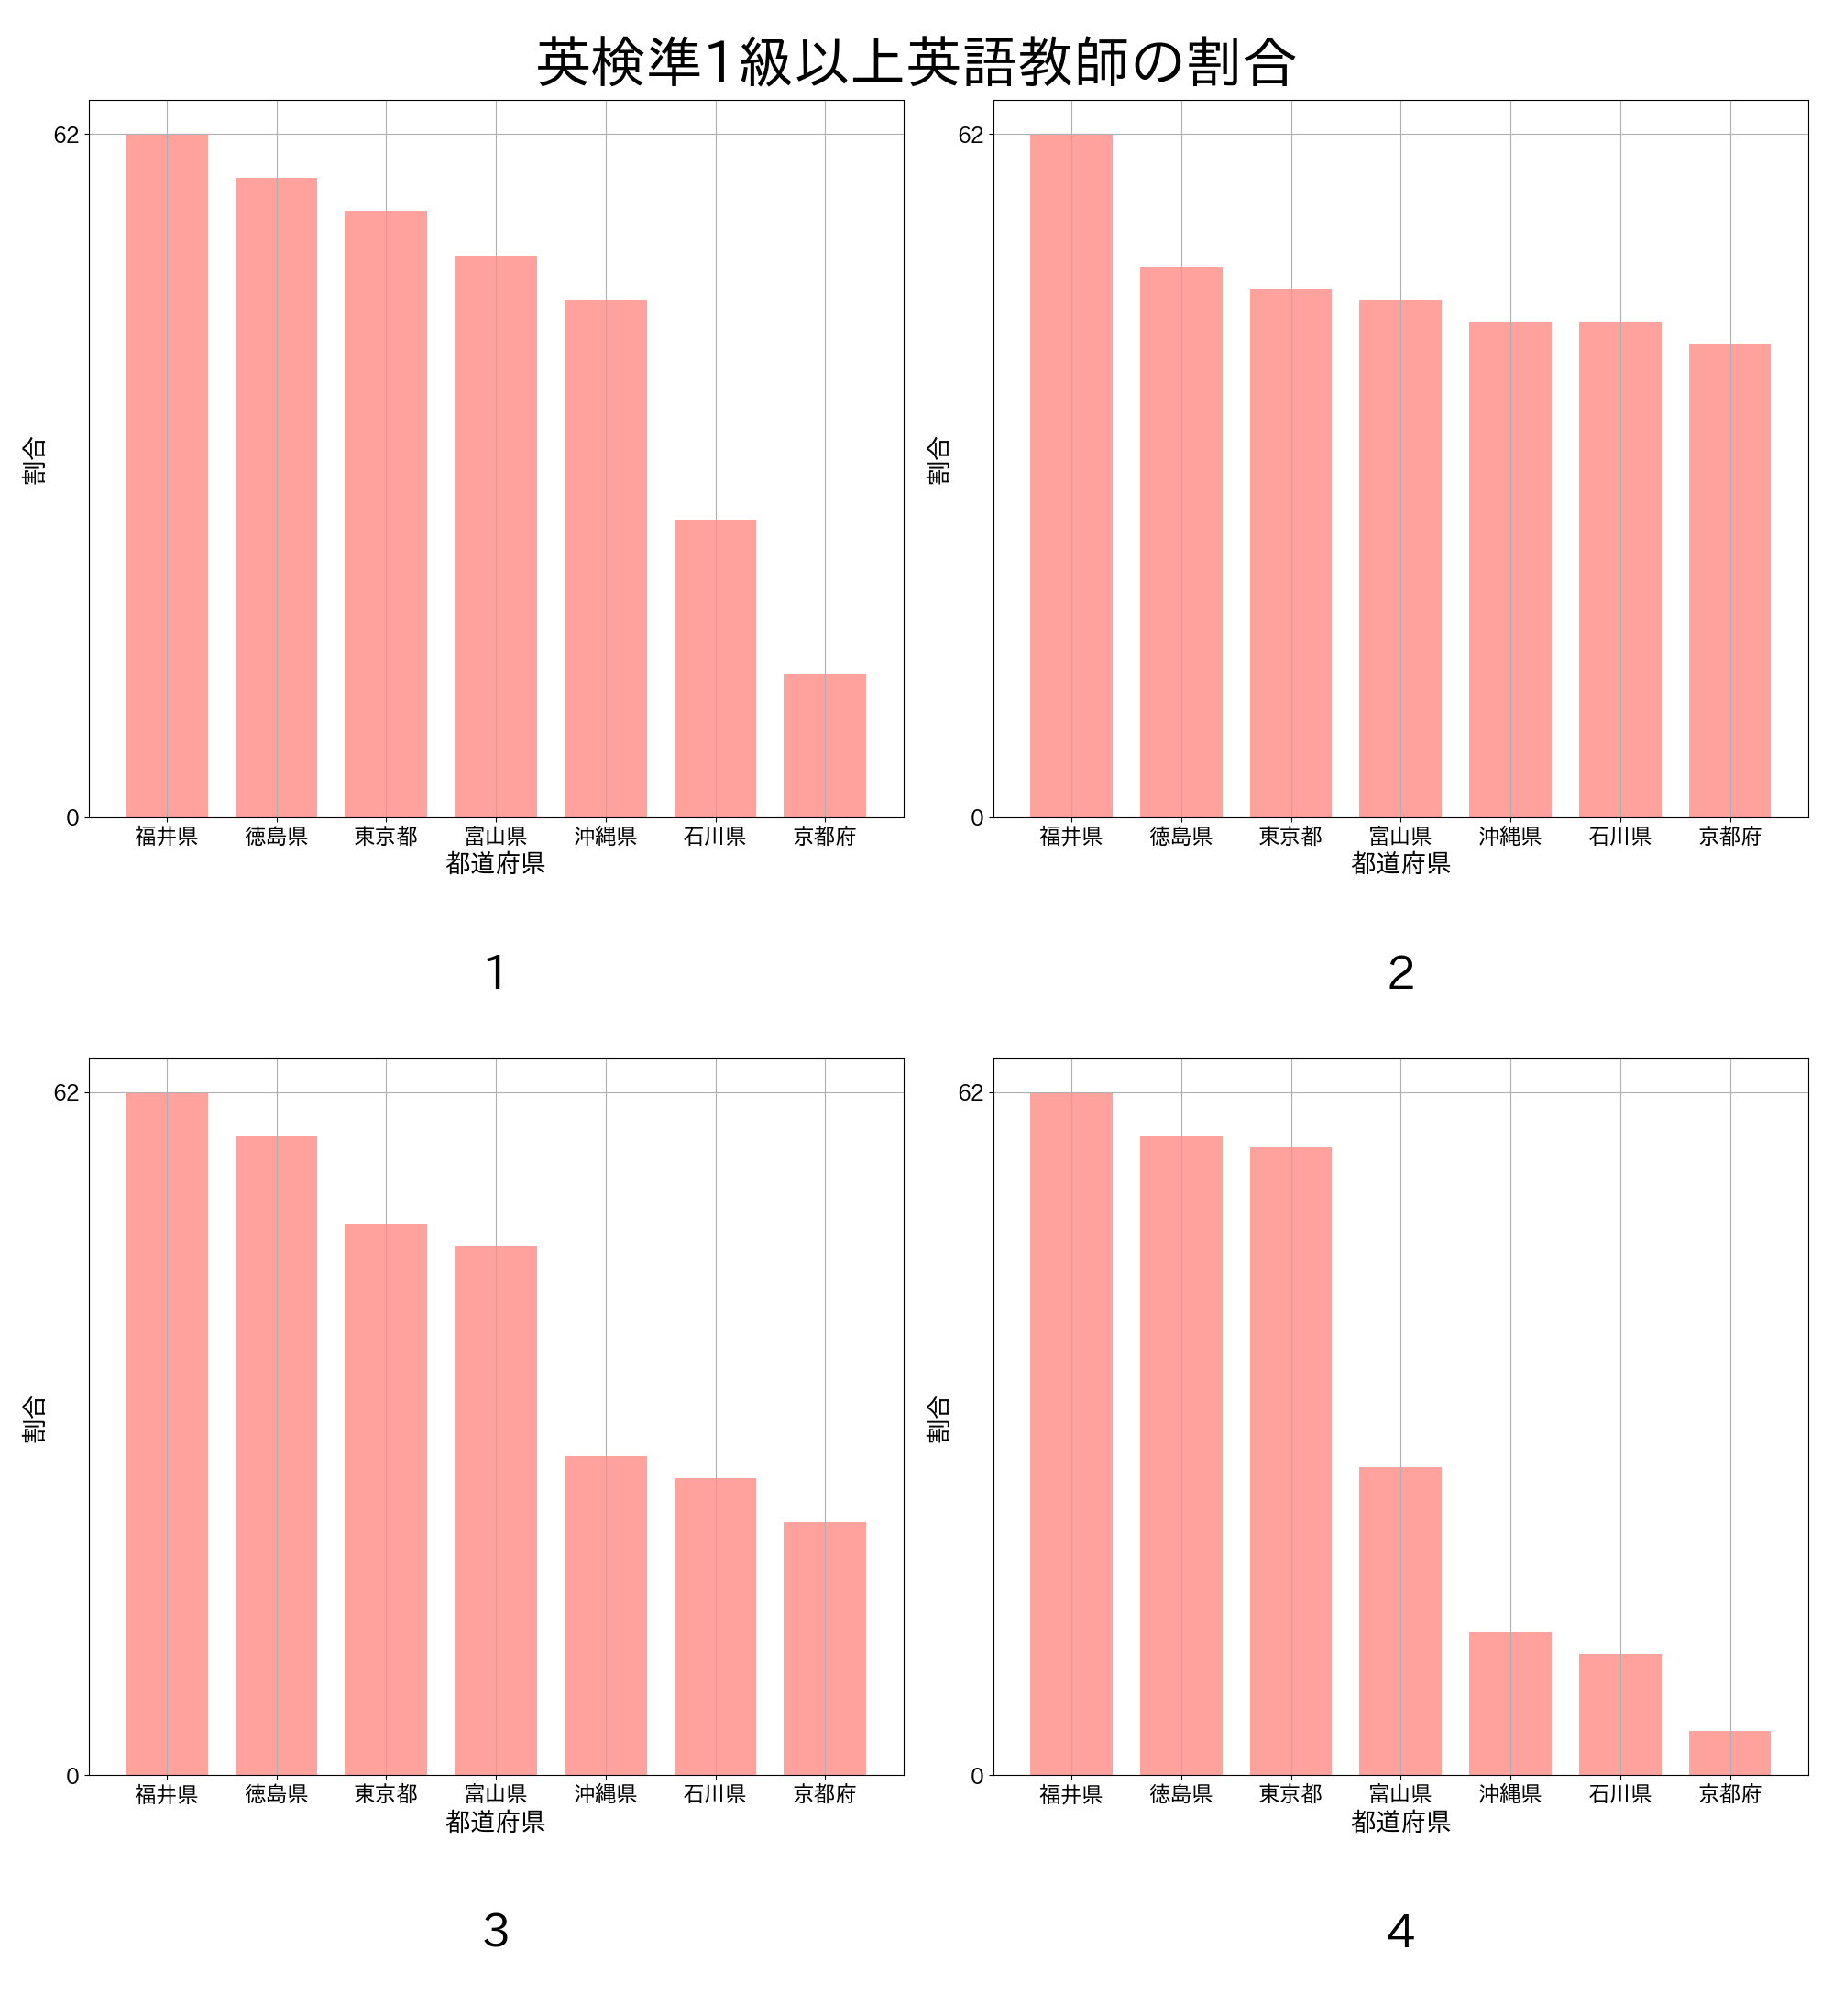 英検準1級以上英語教師の割合
62
0
割合
福井県 徳島県 東京都 富山県 沖縄県 石川県 京都府
都道府県
1
62
0
割合
福井県 徳島県 東京都 富山県 沖縄県 石川県 京都府
都道府県
2
62
0
割合
福井県 徳島県 東京都 富山県 沖縄県 石川県 京都府
都道府県
3
62
0
割合
福井県 徳島県 東京都 富山県 沖縄県 石川県 京都府
都道府県
4